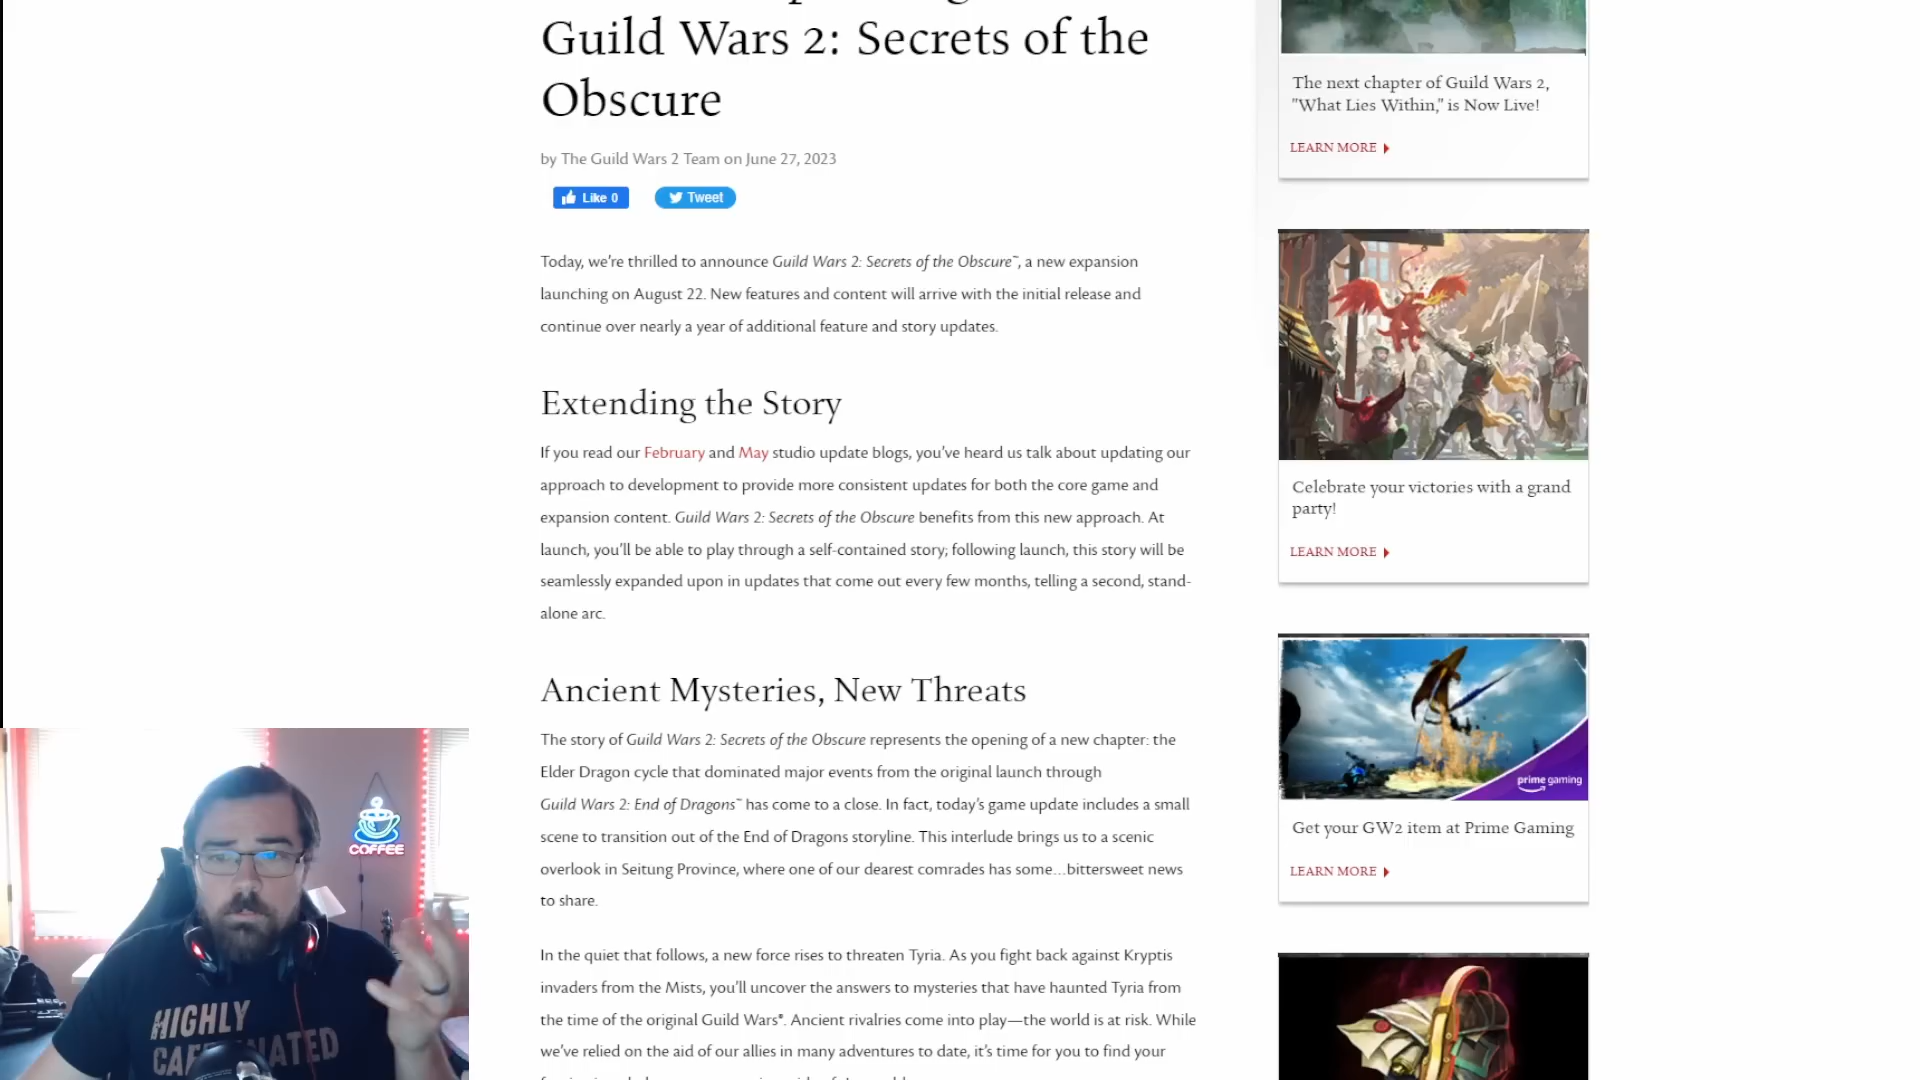 Guild Wars 2: Secrets of the
Obscure
by The Guild Wars 2 Team on June 27, 2023
Like 0
Tweet
Today, we’re thrilled to announce Guild Wars 2: Secrets of the Obscure™, a new expansion
launching on August 22. New features and content will arrive with the initial release and
continue over nearly a year of additional feature and story updates.
Extending the Story
If you read our February and May studio update blogs, you’ve heard us talk about updating our
approach to development to provide more consistent updates for both the core game and
expansion content. Guild Wars 2: Secrets of the Obscure benefits from this new approach. At
launch, you’ll be able to play through a self-contained story; following launch, this story will be
seamlessly expanded upon in updates that come out every few months, telling a second, stand-
alone arc.
Ancient Mysteries, New Threats
The story of Guild Wars 2: Secrets of the Obscure represents the opening of a new chapter: the
Elder Dragon cycle that dominated major events from the original launch through
Guild Wars 2: End of Dragons™ has come to a close. In fact, today’s game update includes a small
scene to transition out of the End of Dragons storyline. This interlude brings us to a scenic
overlook in Seitung Province, where one of our dearest comrades has some…bittersweet news
to share.
In the quiet that follows, a new force rises to threaten Tyria. As you fight back against Kryptis
invaders from the Mists, you’ll uncover the answers to mysteries that have haunted Tyria from
the time of the original Guild Wars®. Ancient rivalries come into play—the world is at risk. While
we’ve relied on the aid of our allies in many adventures to date, it’s time for you to find your
The next chapter of Guild Wars 2,
"What Lies Within," is Now Live!
LEARN MORE
Celebrate your victories with a grand
party!
LEARN MORE
prime gaming
Get your GW2 item at Prime Gaming
LEARN MORE
COFFEE
HIGHLY